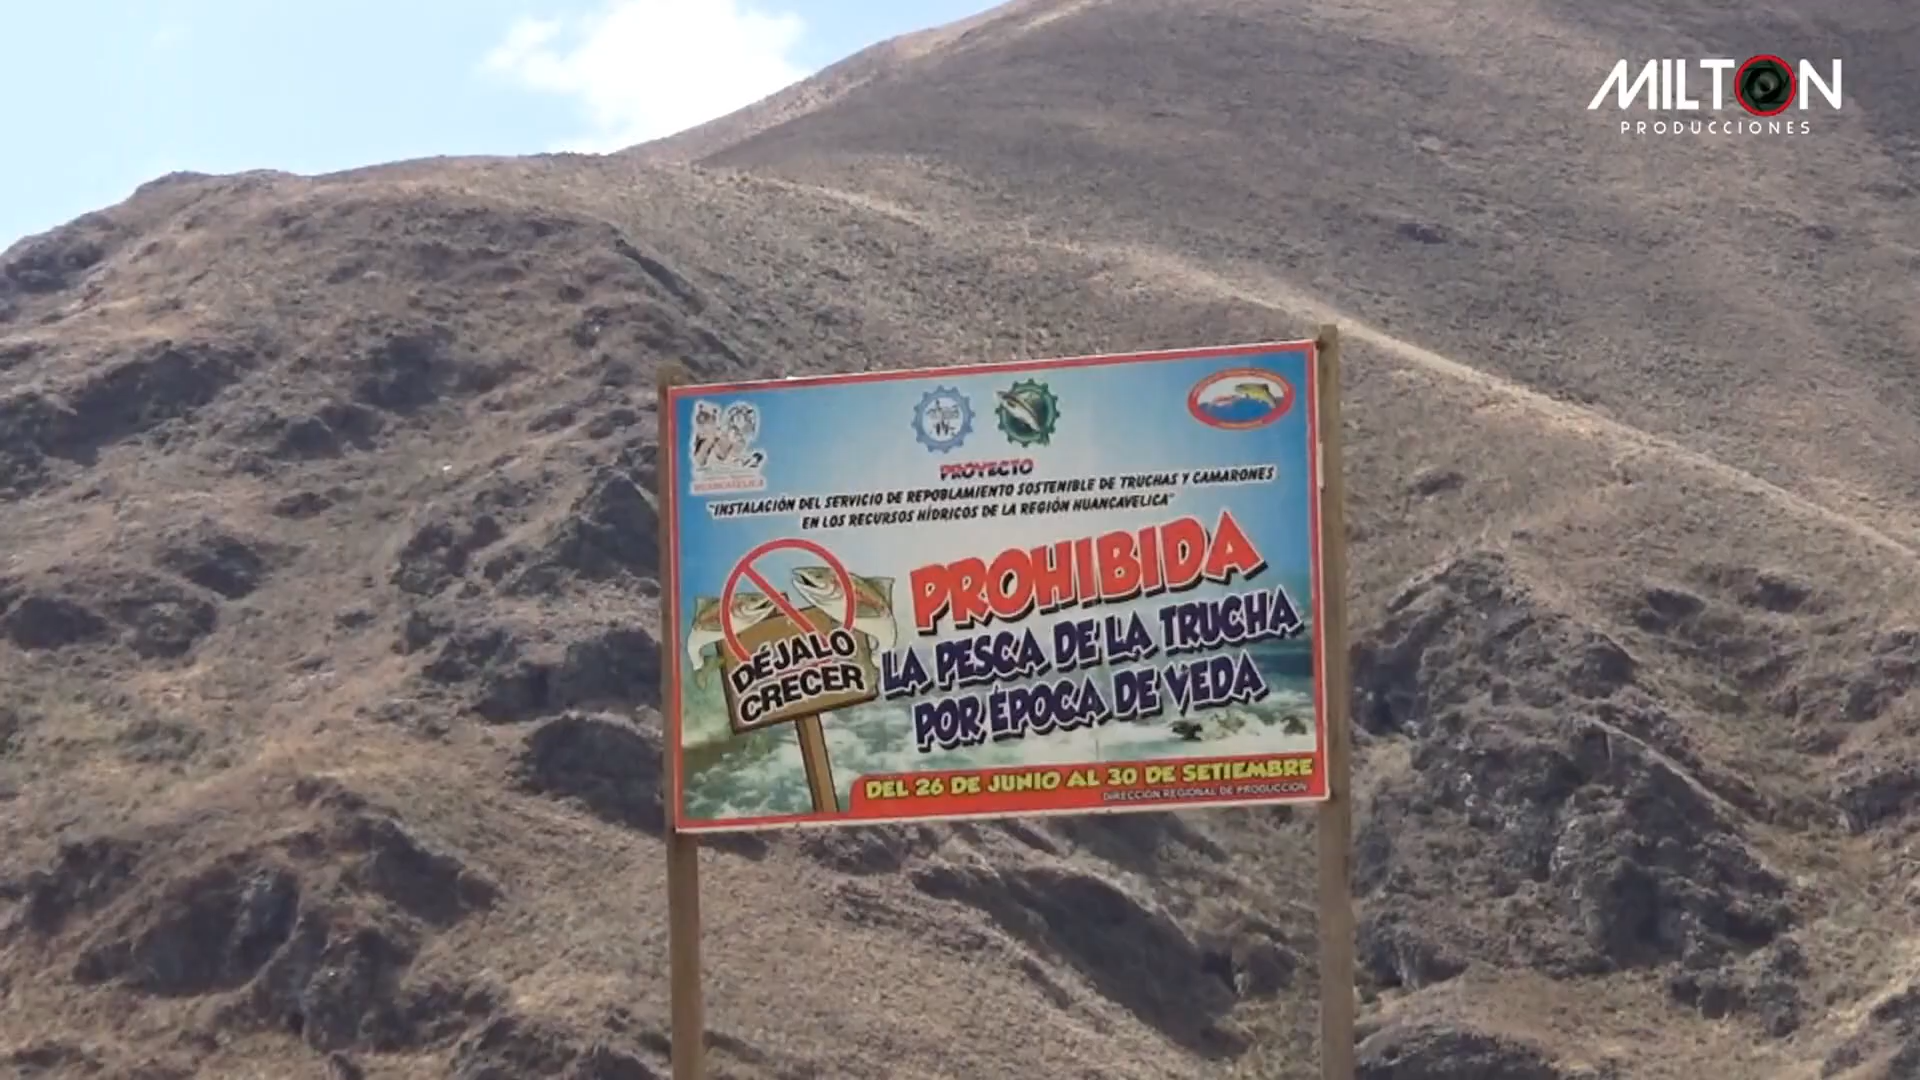 MILTON
PRODUCCIONES
HUANCAVELICA
PROYECTO
"INSTALACIÓN DEL SERVICIO DE REPOBLAMIENTO SOSTENIBLE DE TRUCHAS Y CAMARONES
EN LOS RECURSOS HÍDRICOS DE LA REGIÓN HUANCAVELICA"
PROHIBIDA
LA PESCA DE LA TRUCHA
POR ÉPOCA DE VEDA
DÉJALO
CRECER
DEL 26 DE JUNIO AL 30 DE SETIEMBRE
DIRECCIÓN REGIONAL DE PRODUCCIÓN